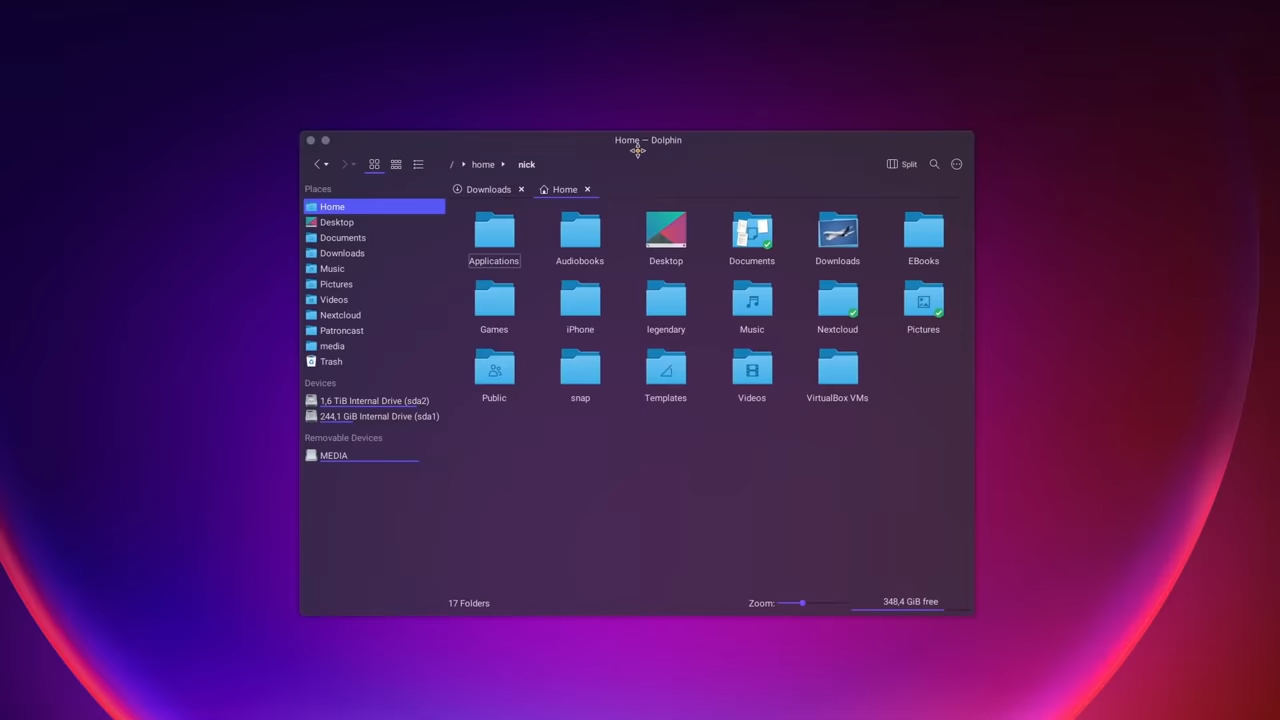 Home — Dolphin
/ home nick
Split
Places
Home
Desktop
Documents
Downloads
Music
Pictures
Videos
Nextcloud
Patroncast
media
Trash
Devices
1,6 TiB Internal Drive (sda2)
244,1 GiB Internal Drive (sda1)
Removable Devices
MEDIA
Downloads Home
Applications Audiobooks Desktop Documents Downloads EBooks
Games iPhone legendary Music Nextcloud Pictures
Public snap Templates Videos VirtualBox VMs
17 Folders Zoom: 348,4 GiB free